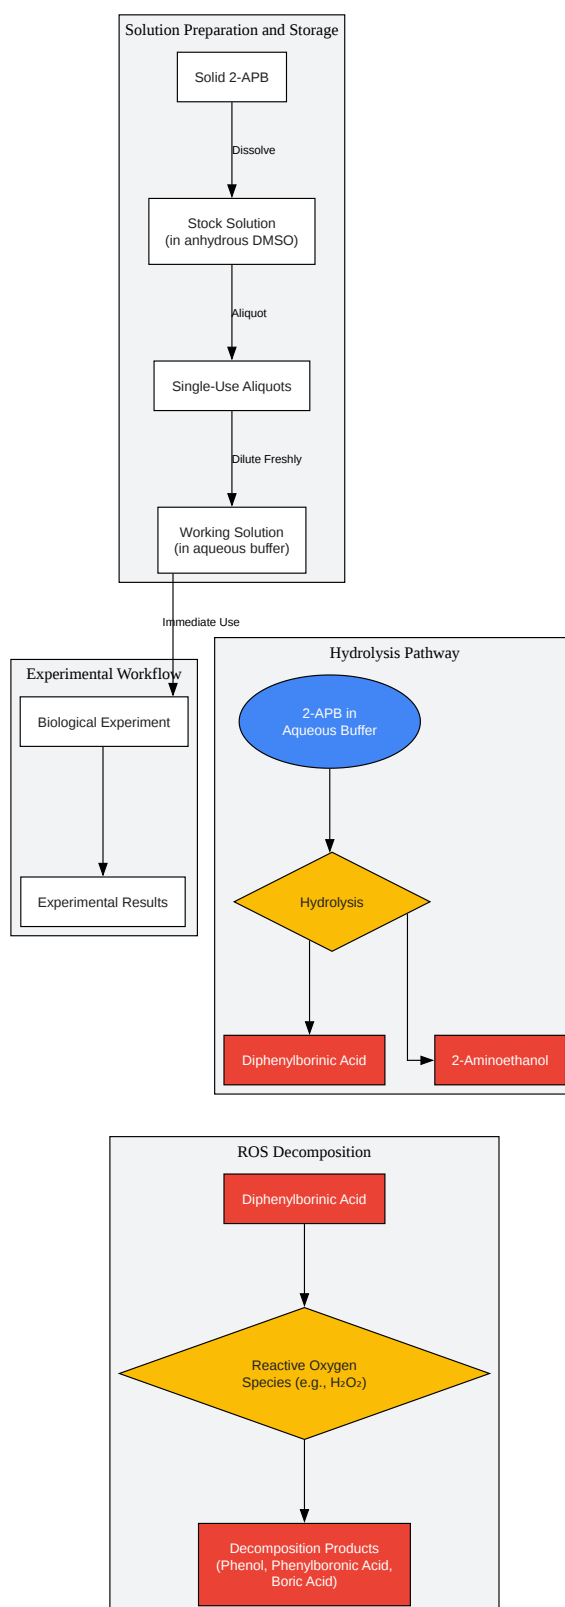 Solution Preparation and Storage
Solid 2-APB
Dissolve
Stock Solution
(in anhydrous DMSO)
Aliquot
Single-Use Aliquots
Dilute Freshly
Working Solution
(in aqueous buffer)
Immediate Use
Experimental Workflow
Biological Experiment
Experimental Results
Hydrolysis Pathway
2-APB in
Aqueous Buffer
Hydrolysis
Diphenylborinic Acid
2-Aminoethanol
ROS Decomposition
Diphenylborinic Acid
Reactive Oxygen
Species (e.g., H₂O₂)
Decomposition Products
(Phenol, Phenylboronic Acid,
Boric Acid)